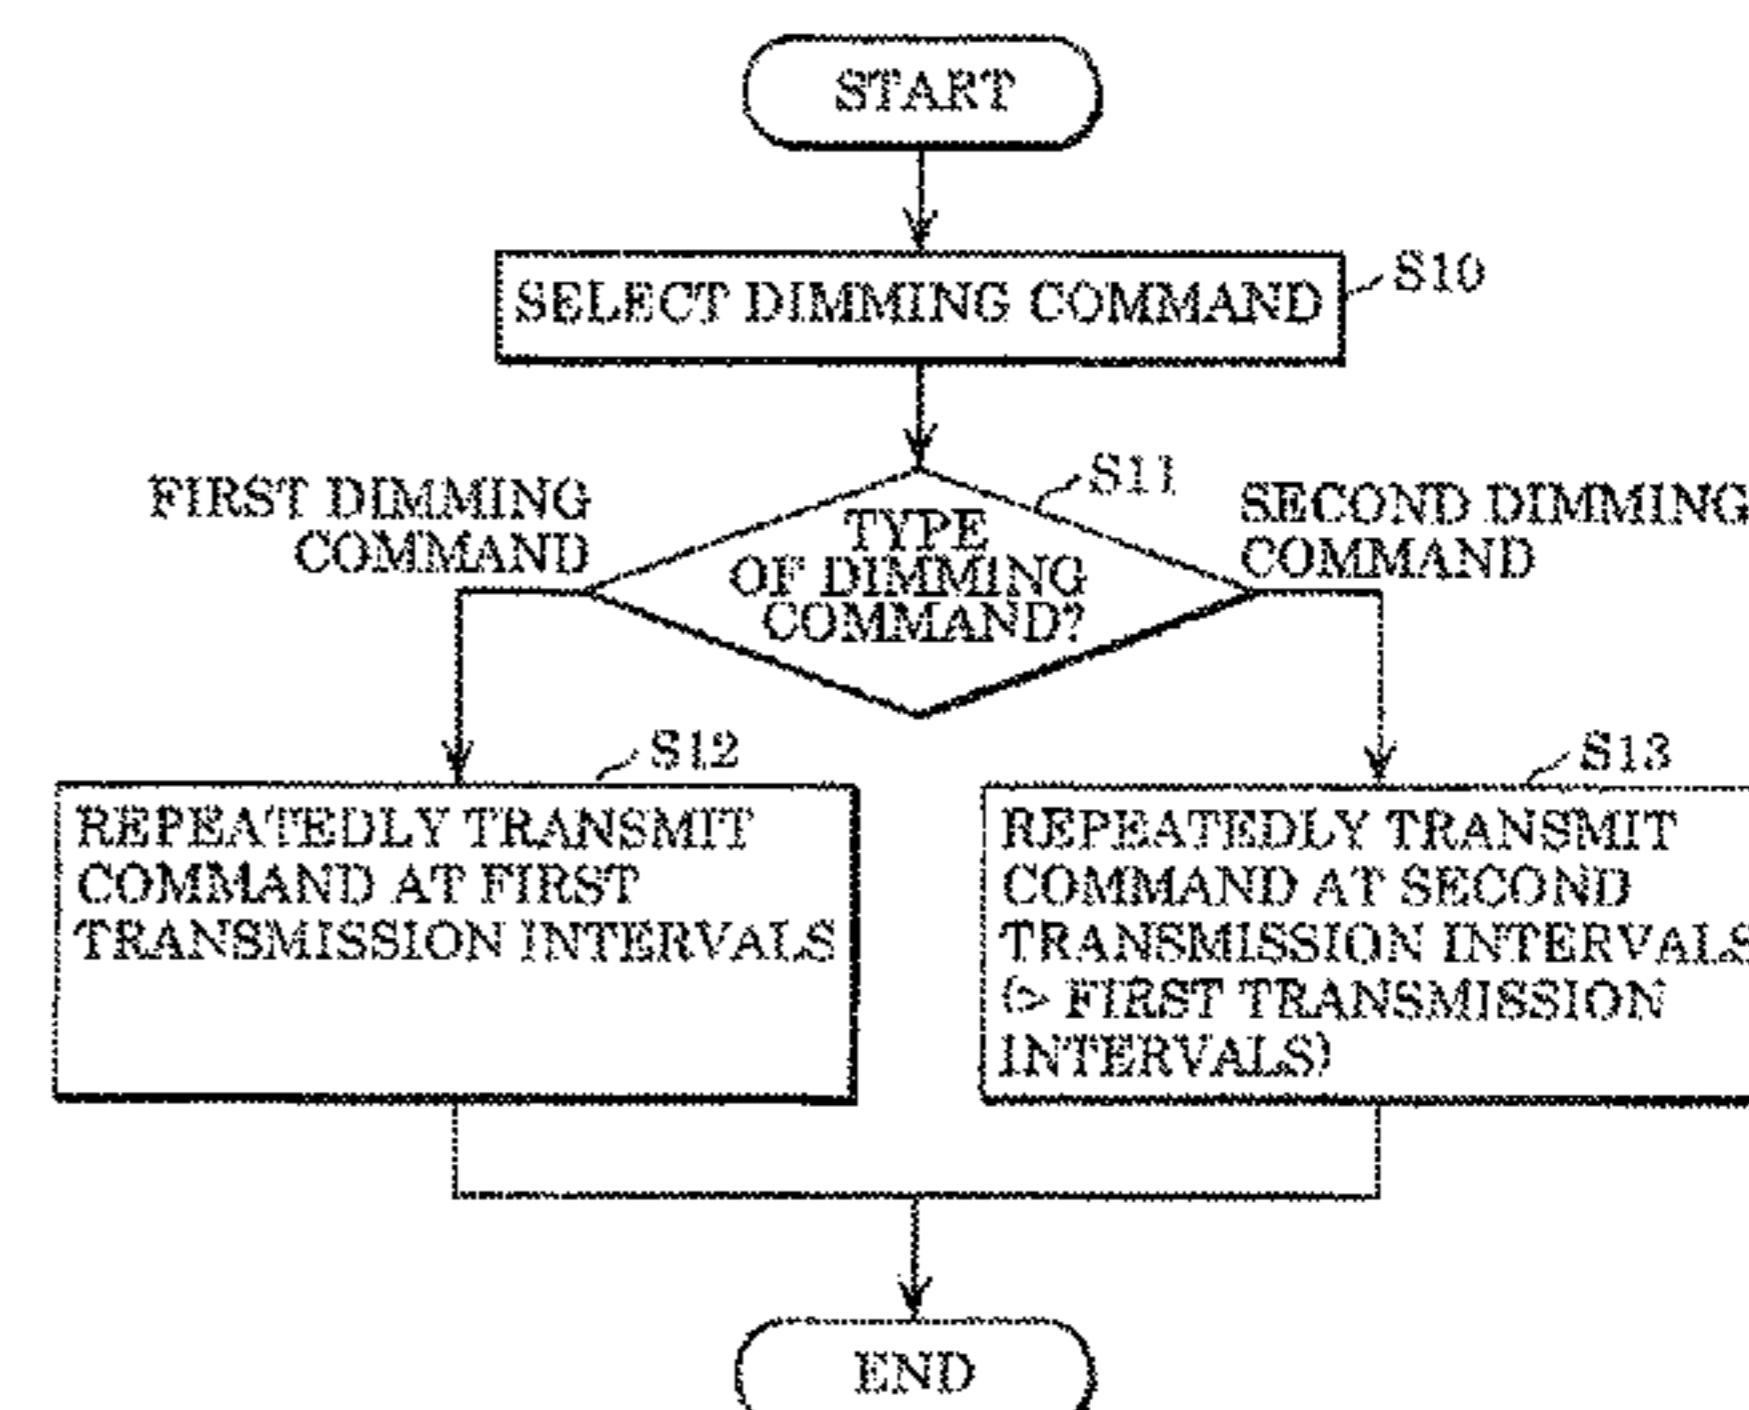 START
SELECT DIMMING COMMAND
S10
S11
FIRST DIMMING
COMMAND
TYPE
OF DIMMING
COMMAND?
SECOND DIMMING
COMMAND
S12
REPEATEDLY TRANSMIT
COMMAND AT FIRST
TRANSMISSION INTERVALS
S13
REPEATEDLY TRANSMIT
COMMAND AT SECOND
TRANSMISSION INTERVALS
(> FIRST TRANSMISSION
INTERVALS)
END